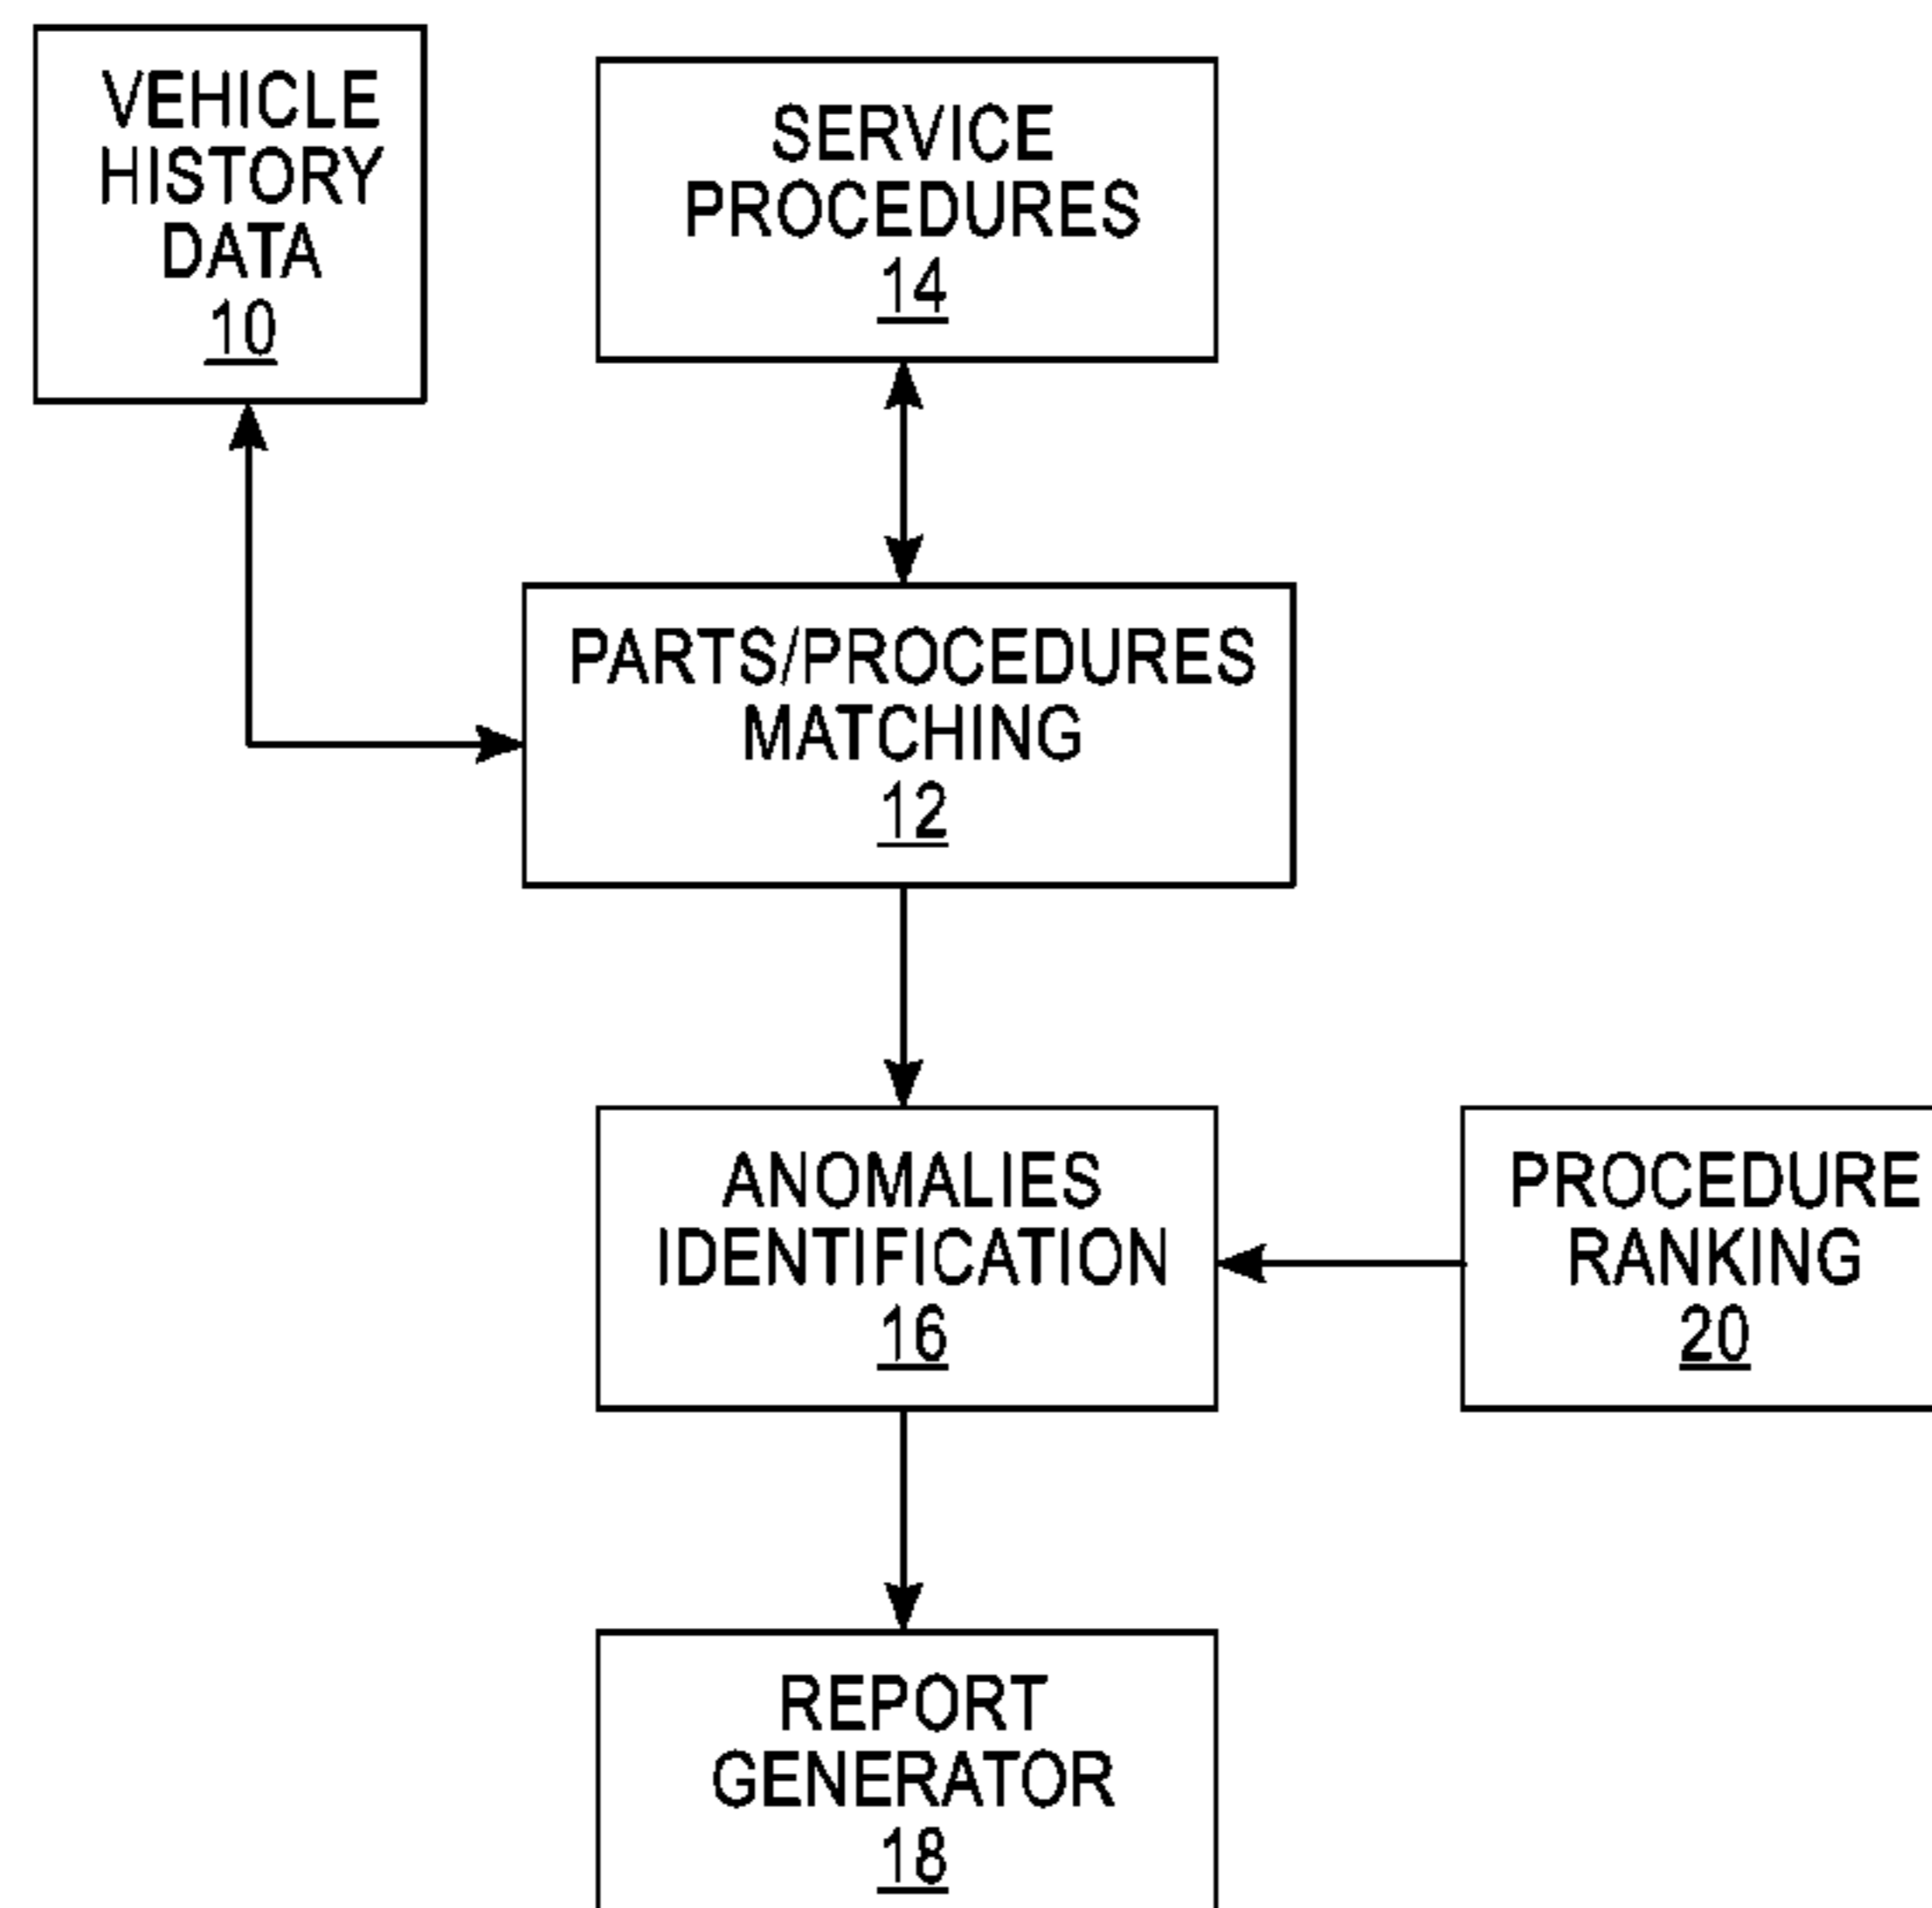 VEHICLE
HISTORY
DATA
10
SERVICE
PROCEDURES
14
PARTS/PROCEDURES
MATCHING
12
ANOMALIES
IDENTIFICATION
16
PROCEDURE
RANKING
20
REPORT
GENERATOR
18